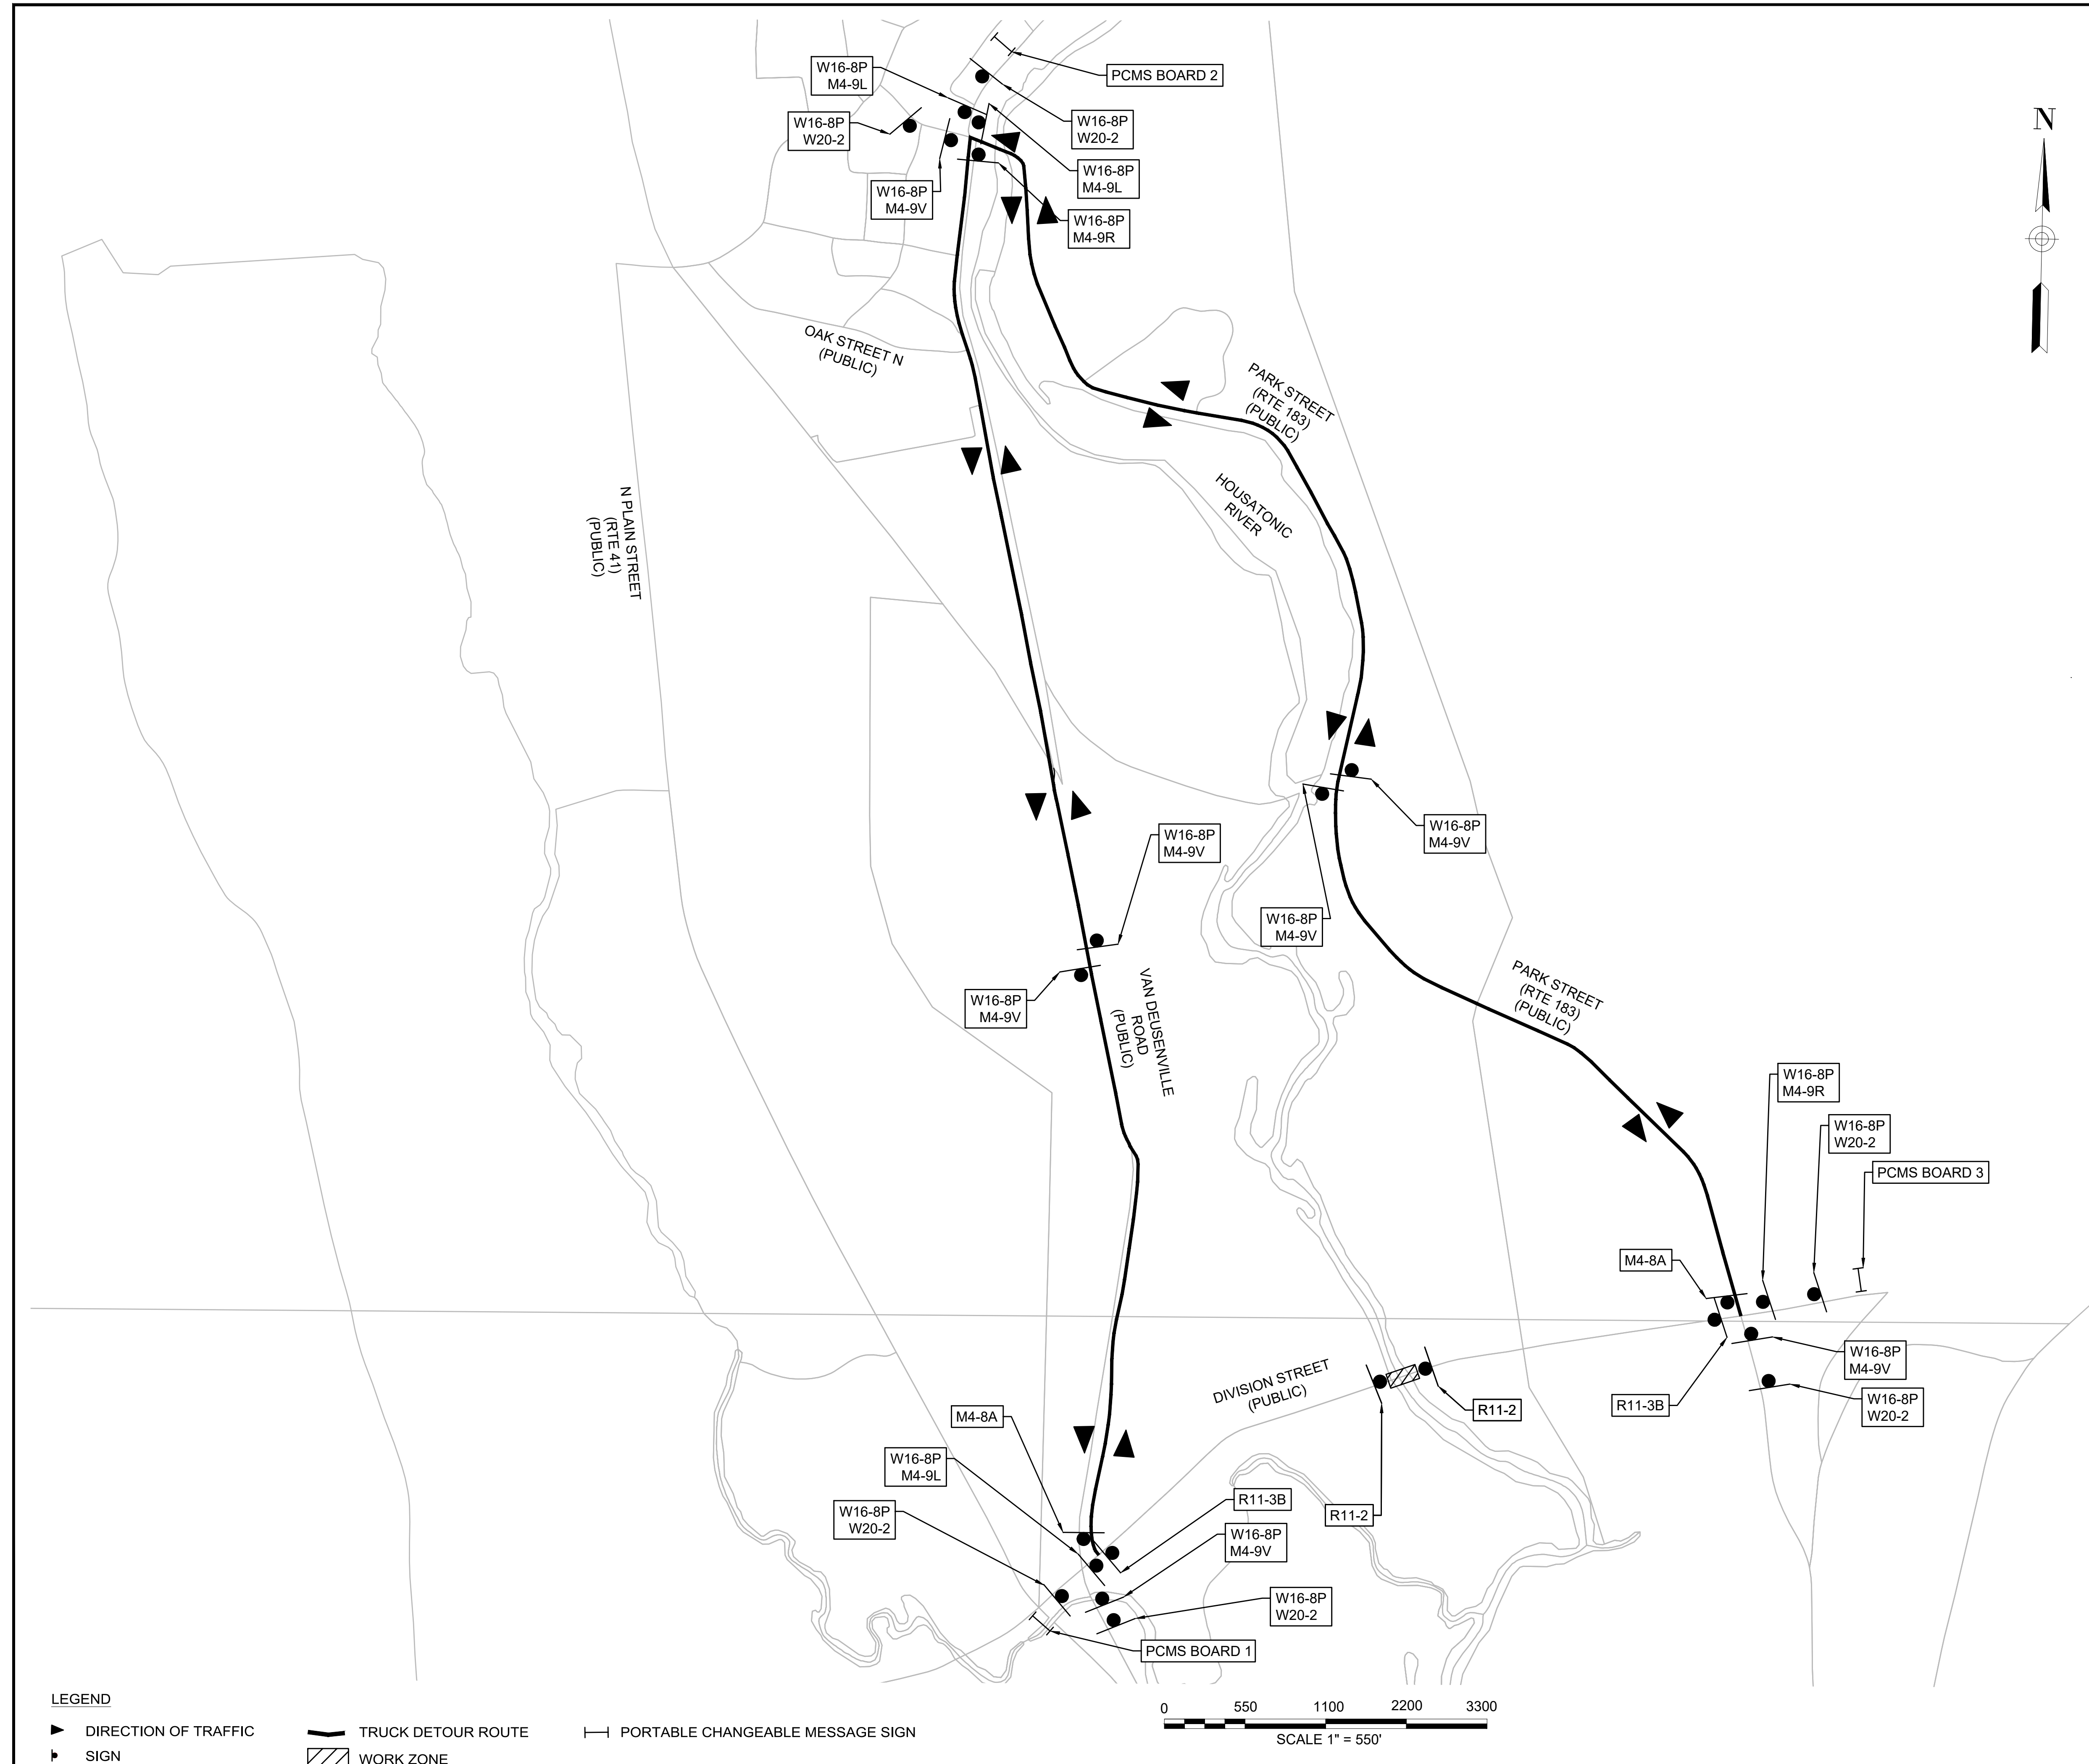 W16-8P
M4-9L
PCMS BOARD 2
W16-8P
W20-2
W16-8P
W20-2
N
W16-8P
M4-9L
W16-8P
M4-9V
W16-8P
M4-9R
OAK STREET N
(PUBLIC)
PARK STREET
(RTE 183)
(PUBLIC)
N PLAIN STREET
(RTE 41)
(PUBLIC)
HOUSATONIC
RIVER
W16-8P
M4-9V
W16-8P
M4-9V
W16-8P
M4-9V
W16-8P
M4-9V
VAN DEUSENVILLE
ROAD
(PUBLIC)
PARK STREET
(RTE 183)
(PUBLIC)
W16-8P
M4-9R
W16-8P
W20-2
PCMS BOARD 3
M4-8A
W16-8P
M4-9V
R11-3B
W16-8P
W20-2
DIVISION STREET
(PUBLIC)
R11-2
M4-8A
W16-8P
M4-9L
W16-8P
W20-2
R11-3B
R11-2
W16-8P
M4-9V
W16-8P
W20-2
PCMS BOARD 1
LEGEND
DIRECTION OF TRAFFIC
TRUCK DETOUR ROUTE
PORTABLE CHANGEABLE MESSAGE SIGN
SIGN
WORK ZONE
0 550 1100 2200 3300
SCALE 1" = 550'